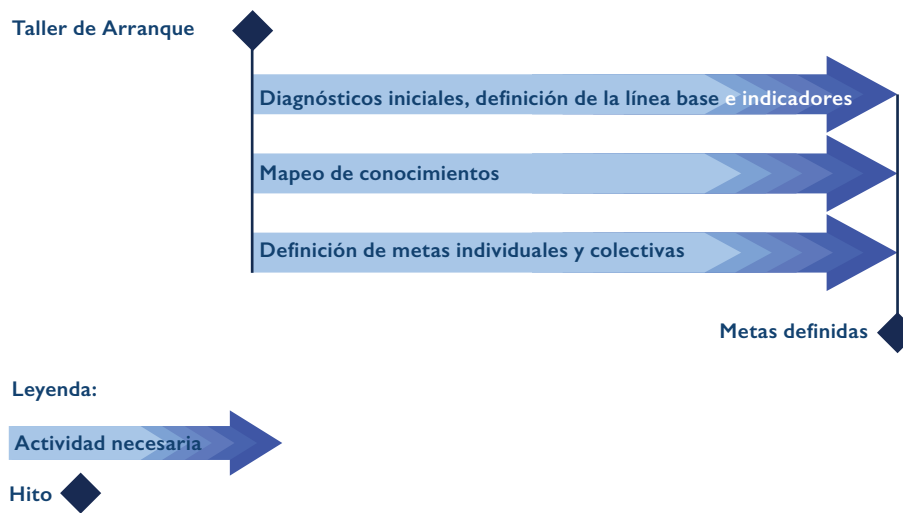 Taller de Arranque
Diagnósticos iniciales, definición de la línea base e indicadores
Mapeo de conocimientos
Definición de metas individuales y colectivas
Metas definidas
Leyenda:
Actividad necesaria
Hito